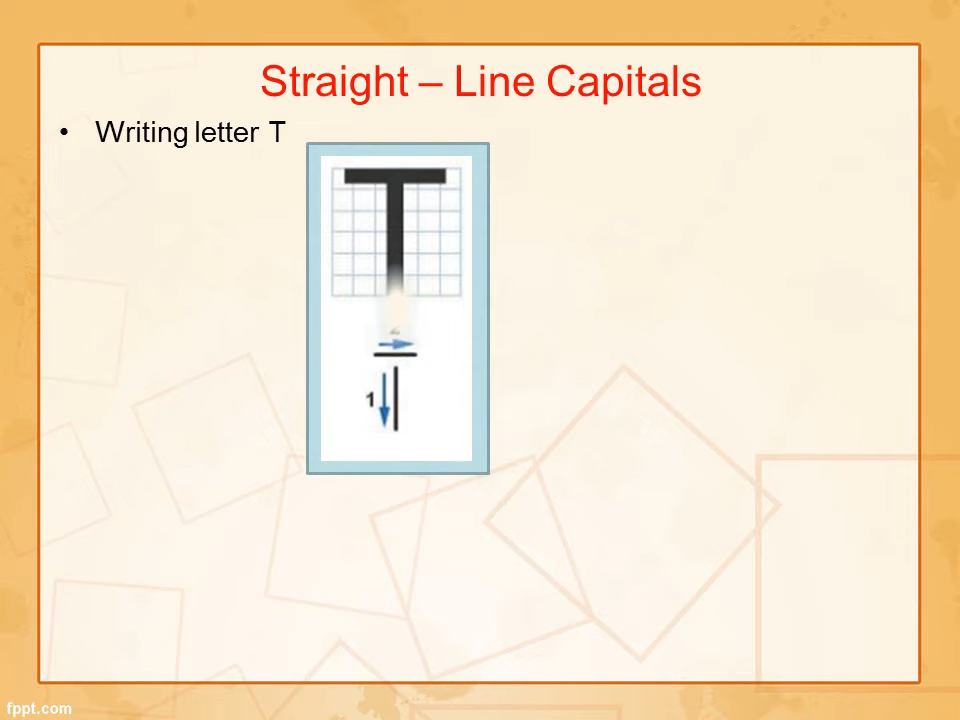 Straight – Line Capitals
• Writing letter T
T
1
fppt.com